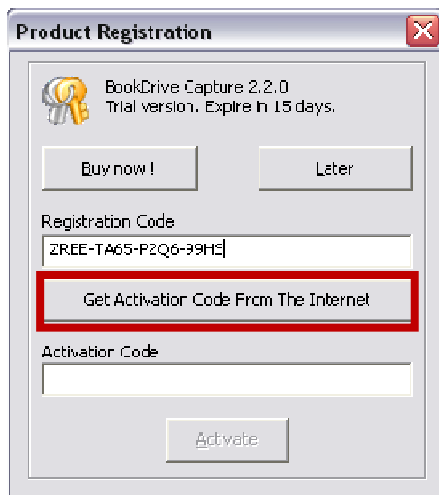 Product Registration
BookDrive Capture 2.2.0
Trial version. Expire in 15 days.
Buy now !
Later
Registration Code
ZREE-TA65-P2Q6-99HS
Get Activation Code From The Internet
Activation Code
Activate